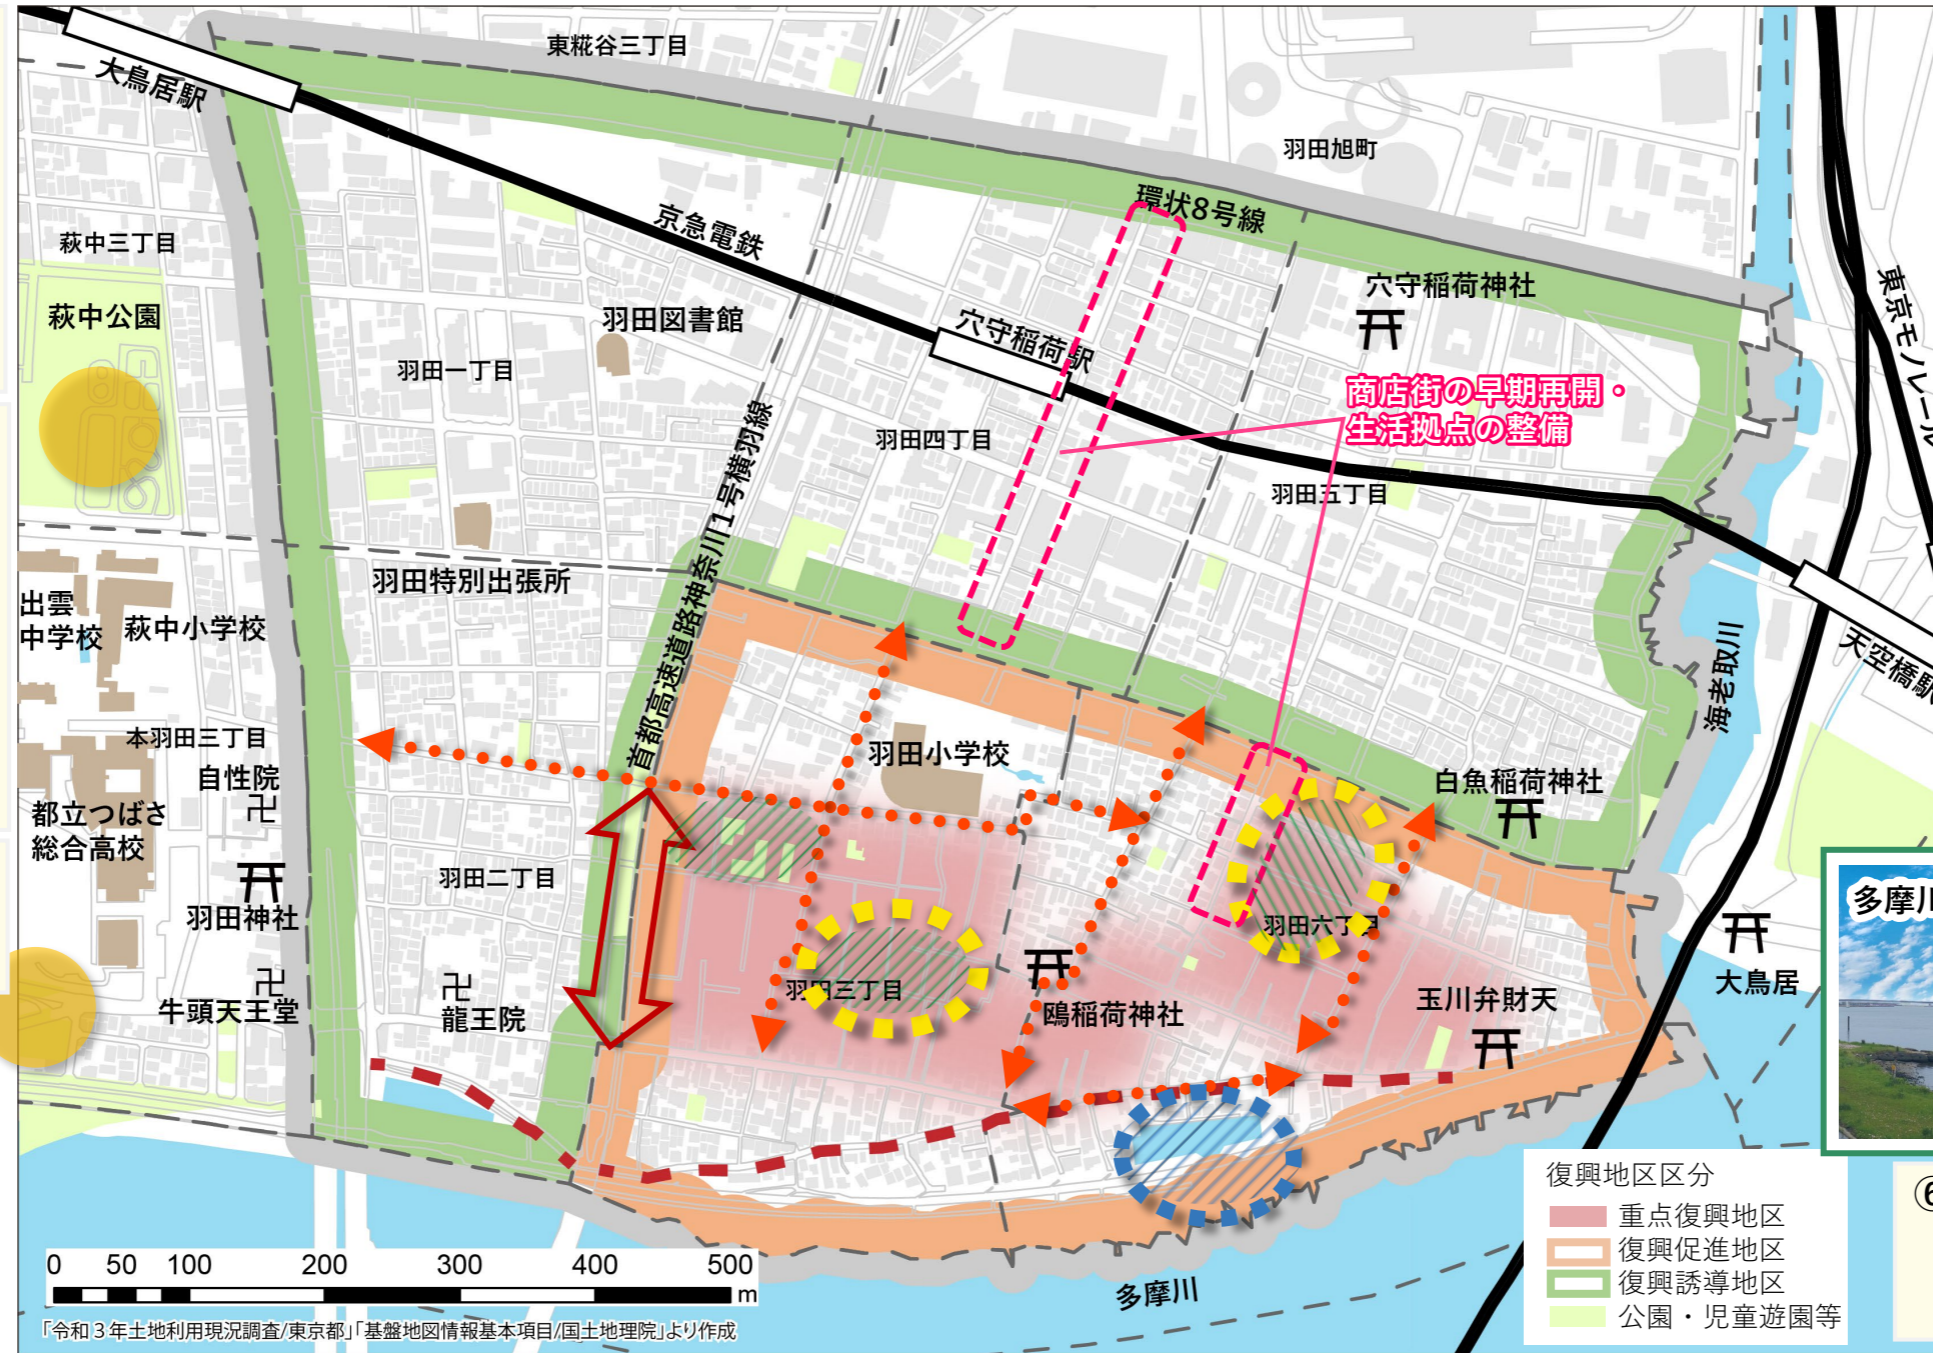 東糀谷三丁目
大鳥居駅
羽田旭町
環状8号線
京急電鉄
萩中三丁目
穴守稲荷神社
萩中公園
羽田図書館
穴守稲荷駅
東京モノレール
羽田一丁目
商店街の早期再開・
生活拠点の整備
羽田四丁目
羽田五丁目
首都高速道路神奈川1号横羽線
羽田特別出張所
出雲
中学校
萩中小学校
天空橋駅
海老取川
本羽田三丁目
自性院
羽田小学校
白魚稲荷神社
都立つばさ
総合高校
羽田二丁目
羽田神社
羽田六丁目
多摩川
大鳥居
牛頭天王堂
龍王院
羽田三丁目
鴎稲荷神社
玉川弁財天
復興地区区分
重点復興地区
復興促進地区
復興誘導地区
公園・児童遊園等
⑥
0 50 100 200 300 400 500
m
多摩川
「令和3年土地利用現況調査/東京都」「基盤地図情報基本項目/国土地理院」より作成